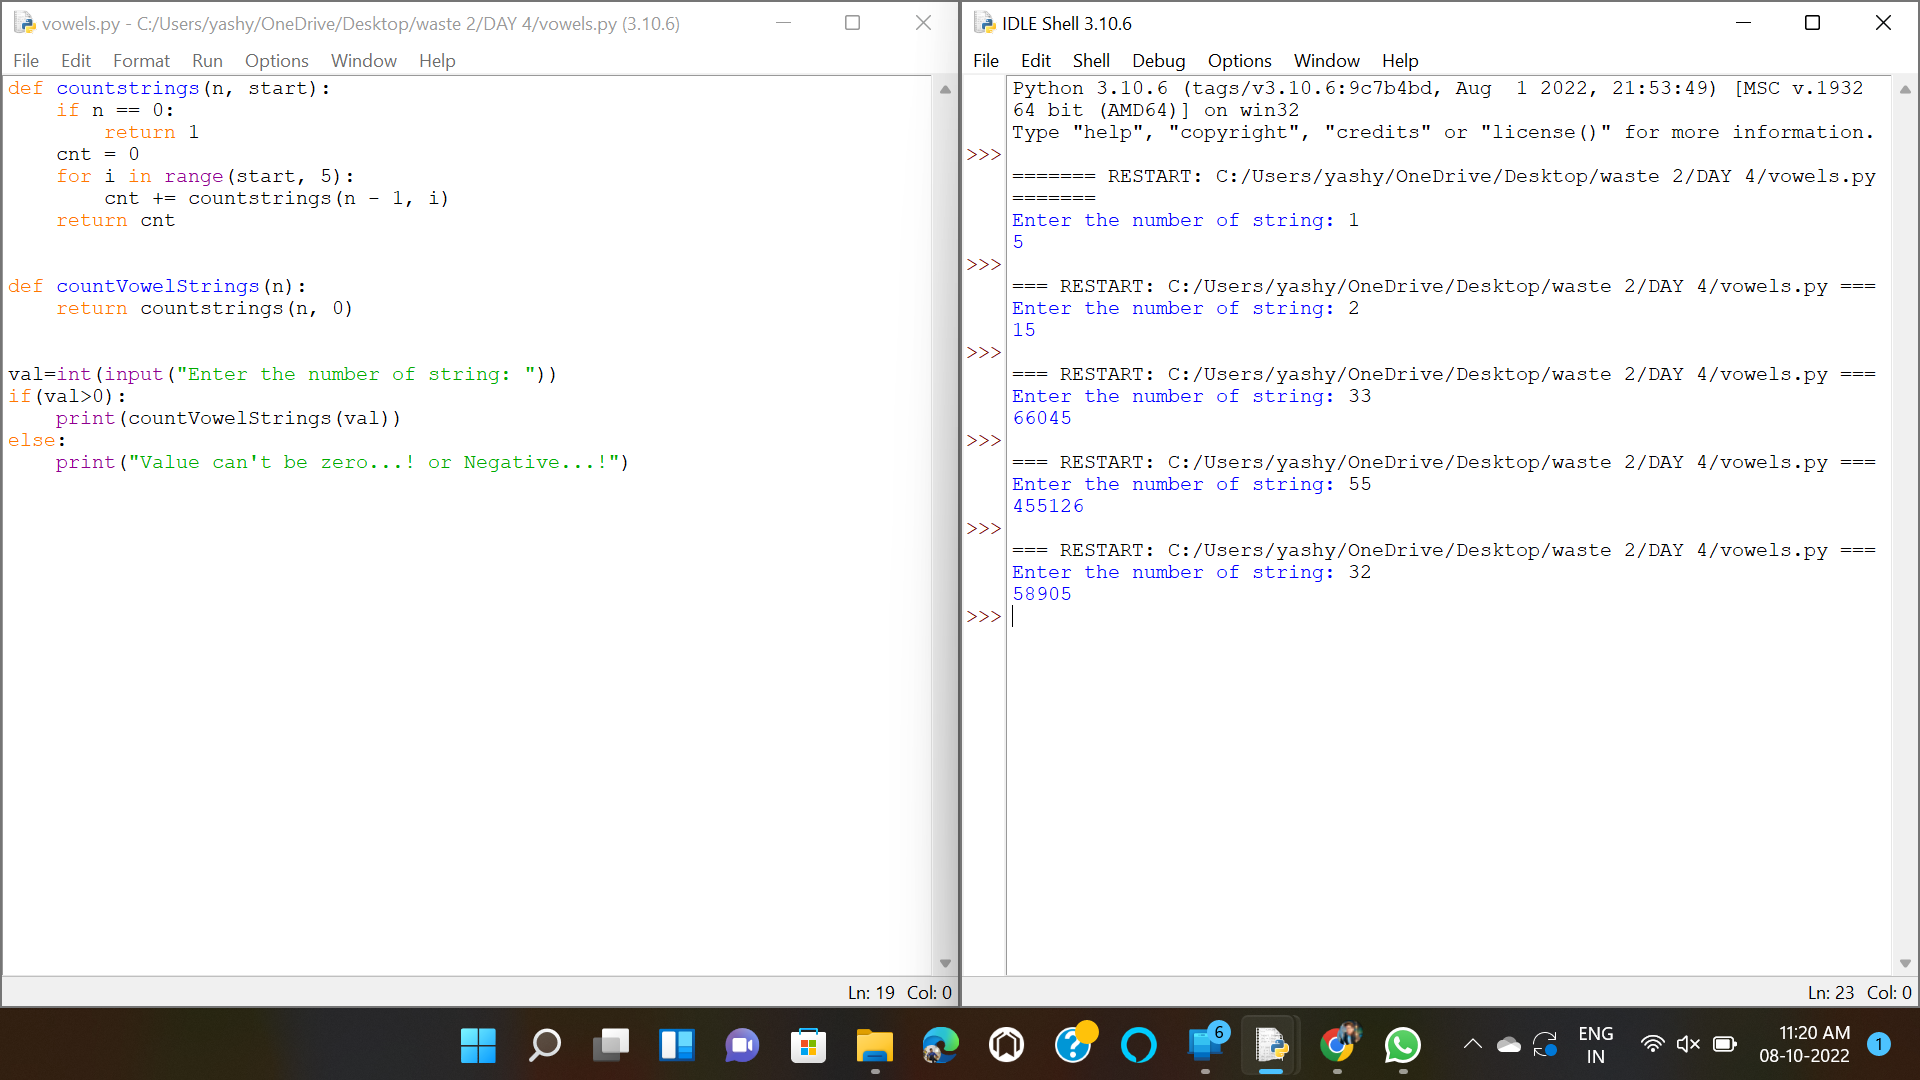 vowels.py - C:/Users/yashy/OneDrive/Desktop/waste 2/DAY 4/vowels.py (3.10.6)
File Edit Format Run Options Window Help
def countstrings(n, start):
    if n == 0:
        return 1
    cnt = 0
    for i in range(start, 5):
        cnt += countstrings(n - 1, i)
    return cnt
def countVowelStrings(n):
    return countstrings(n, 0)
val=int(input("Enter the number of string: "))
if(val>0):
    print(countVowelStrings(val))
else:
    print("Value can't be zero...! or Negative...!")
Ln: 19 Col: 0
IDLE Shell 3.10.6
File Edit Shell Debug Options Window Help
Python 3.10.6 (tags/v3.10.6:9c7b4bd, Aug  1 2022, 21:53:49) [MSC v.1932
64 bit (AMD64)] on win32
Type "help", "copyright", "credits" or "license()" for more information.
>>>
======= RESTART: C:/Users/yashy/OneDrive/Desktop/waste 2/DAY 4/vowels.py
=======
Enter the number of string: 1
5
>>>
=== RESTART: C:/Users/yashy/OneDrive/Desktop/waste 2/DAY 4/vowels.py ===
Enter the number of string: 2
15
>>>
=== RESTART: C:/Users/yashy/OneDrive/Desktop/waste 2/DAY 4/vowels.py ===
Enter the number of string: 33
66045
>>>
=== RESTART: C:/Users/yashy/OneDrive/Desktop/waste 2/DAY 4/vowels.py ===
Enter the number of string: 55
455126
>>>
=== RESTART: C:/Users/yashy/OneDrive/Desktop/waste 2/DAY 4/vowels.py ===
Enter the number of string: 32
58905
>>>
Ln: 23 Col: 0
6
ENG
IN
11:20 AM
08-10-2022
1